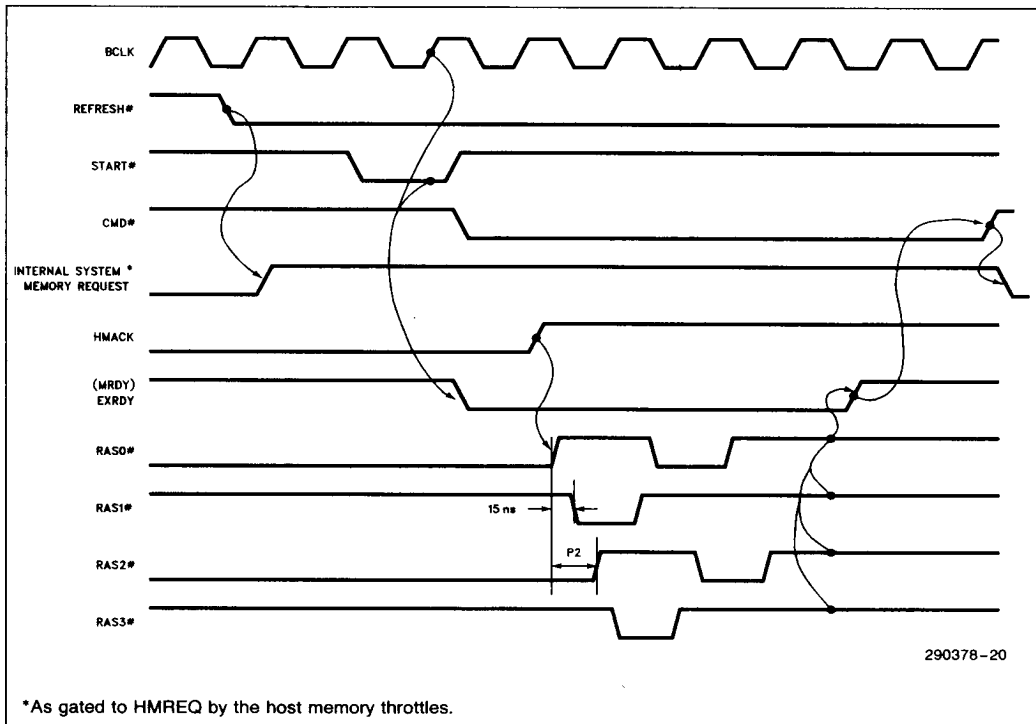 BCLK
REFRESH#
START#
CMD#
INTERNAL SYSTEM *
MEMORY REQUEST
HMACK
(MRDY)
EXRDY
RAS0#
RAS1#
15 ns
P2
RAS2#
RAS3#
290378-20
*As gated to HMREQ by the host memory throttles.